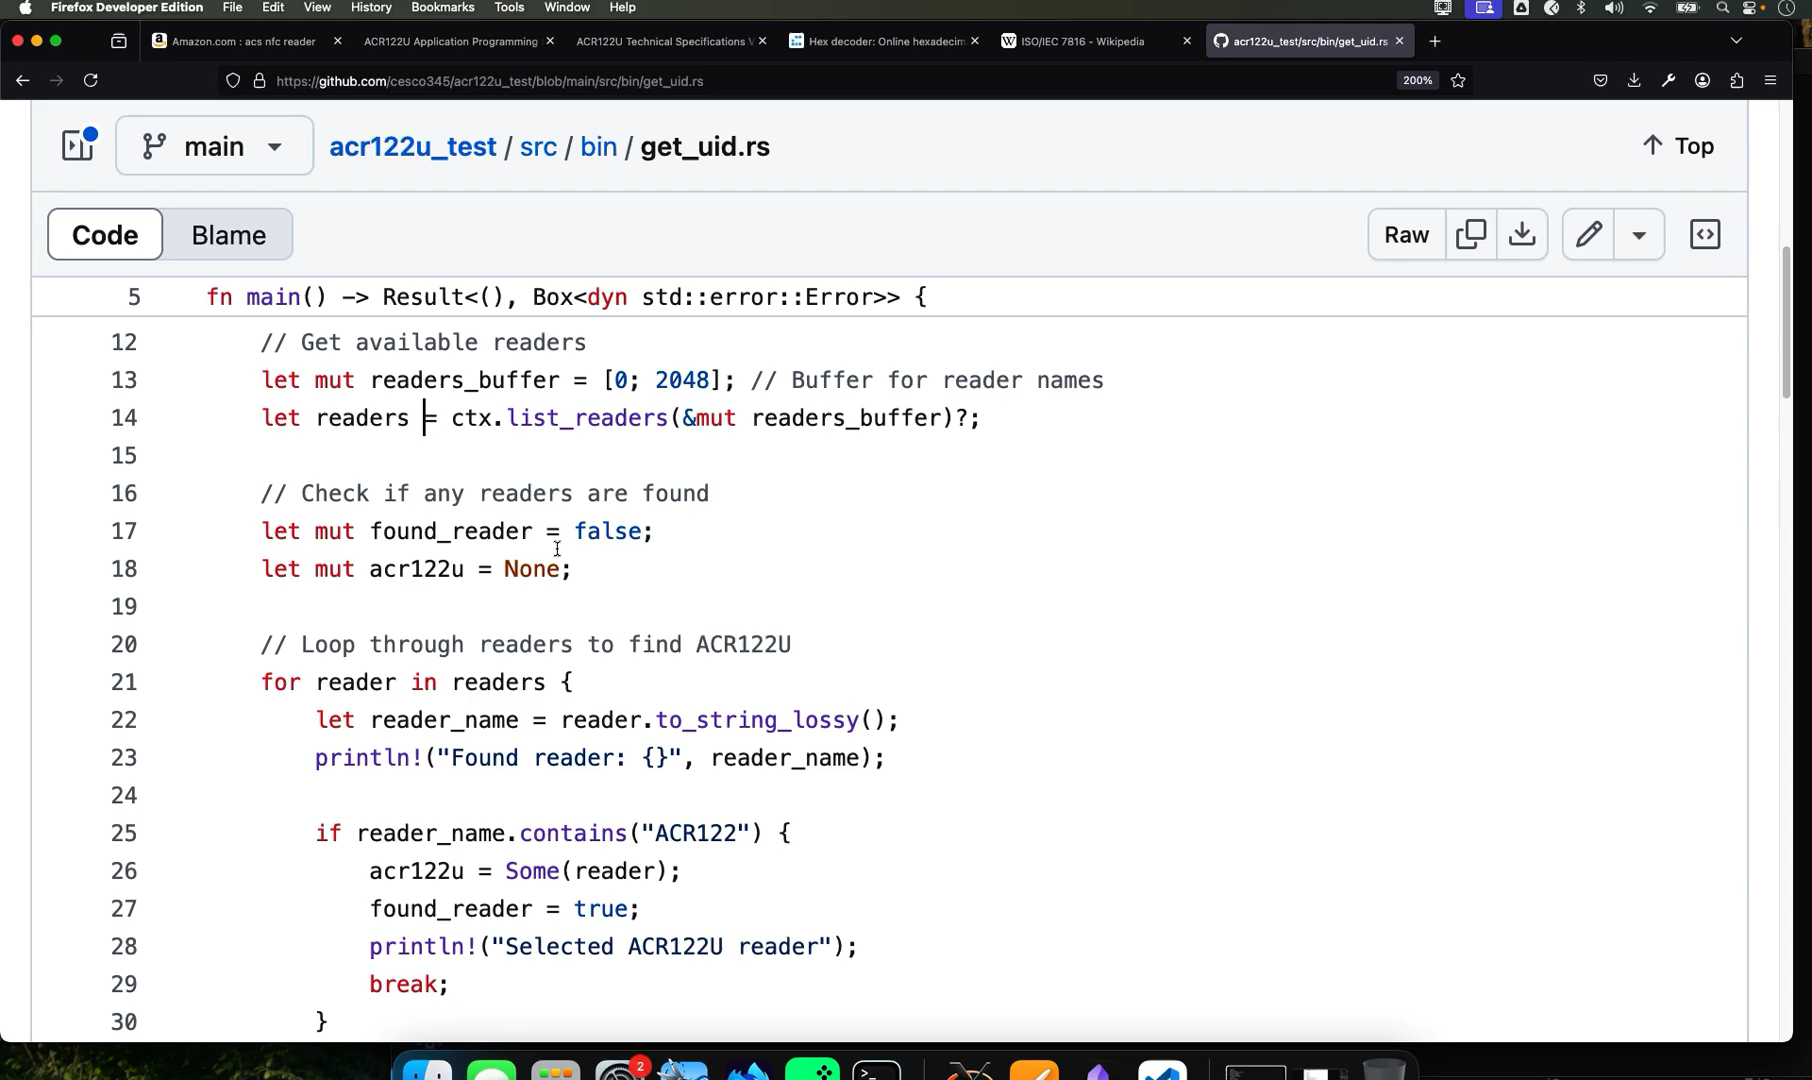 Firefox Developer Edition File Edit View History Bookmarks Tools Window Help
Amazon.com : acs nfc reader
ACR122U Application Programming
ACR122U Technical Specifications V
Hex decoder: Online hexadecim
ISO/IEC 7816 - Wikipedia
acr122u_test/src/bin/get_uid.rs
https://github.com/cesco345/acr122u_test/blob/main/src/bin/get_uid.rs
200%
main
acr122u_test / src / bin / get_uid.rs
Top
Code
Blame
Raw
5 fn main() -> Result<(), Box<dyn std::error::Error>> {
12 // Get available readers
13 let mut readers_buffer = [0; 2048]; // Buffer for reader names
14 let readers = ctx.list_readers(&mut readers_buffer)?;
15
16 // Check if any readers are found
17 let mut found_reader = false;
18 let mut acr122u = None;
19
20 // Loop through readers to find ACR122U
21 for reader in readers {
22 let reader_name = reader.to_string_lossy();
23 println!("Found reader: {}", reader_name);
24
25 if reader_name.contains("ACR122") {
26 acr122u = Some(reader);
27 found_reader = true;
28 println!("Selected ACR122U reader");
29 break;
30 }
2